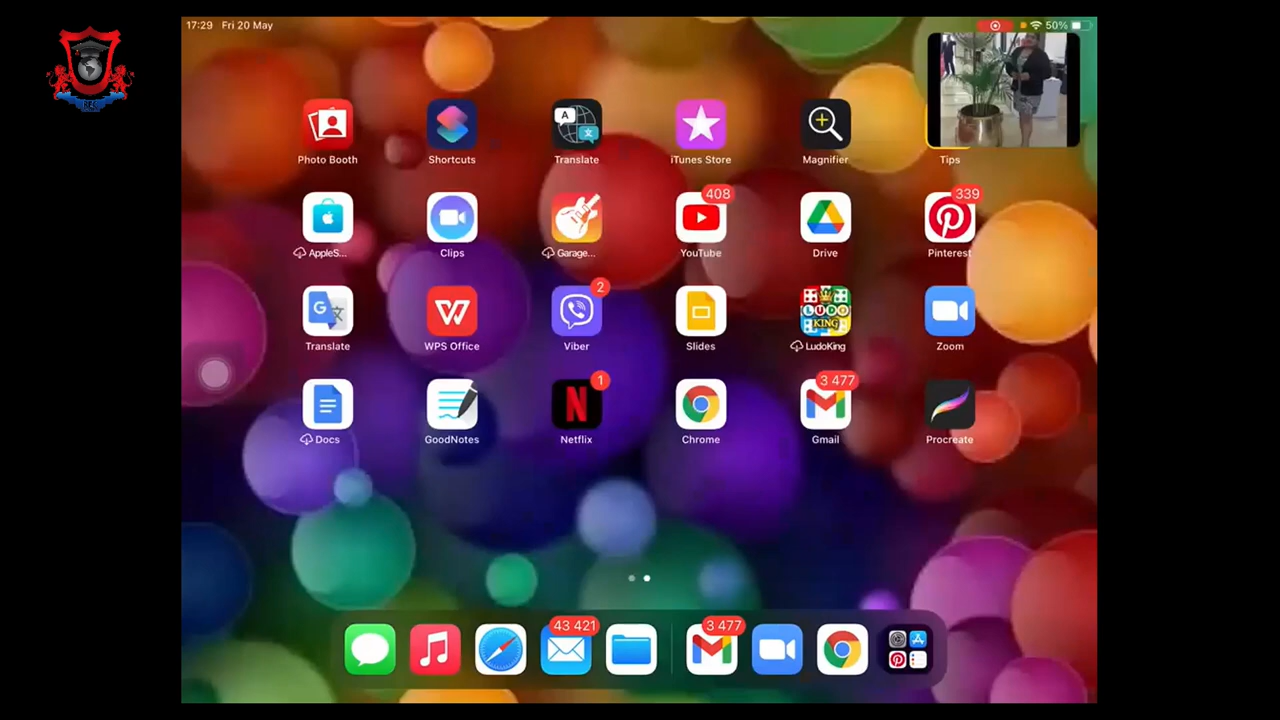 17:29 Fri 20 May
50%
Photo Booth
Shortcuts
Translate
iTunes Store
Magnifier
Tips
408
339
AppleS...
Clips
Garage...
YouTube
Drive
Pinterest
2
Translate
WPS Office
Viber
Slides
LUDO
KING
LudoKing
Zoom
1
3 477
Docs
GoodNotes
Netflix
Chrome
Gmail
Procreate
43 421
3 477